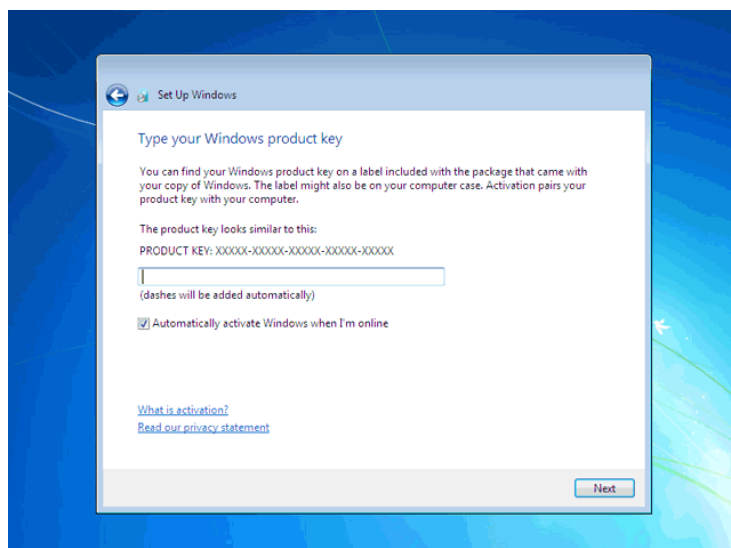 Set Up Windows
Type your Windows product key
You can find your Windows product key on a label included with the package that came with
your copy of Windows. The label might also be on your computer case. Activation pairs your
product key with your computer.
The product key looks similar to this:
PRODUCT KEY: XXXXX-XXXXX-XXXXX-XXXXX-XXXXX
(dashes will be added automatically)
Automatically activate Windows when I'm online
What is activation?
Read our privacy statement
Next